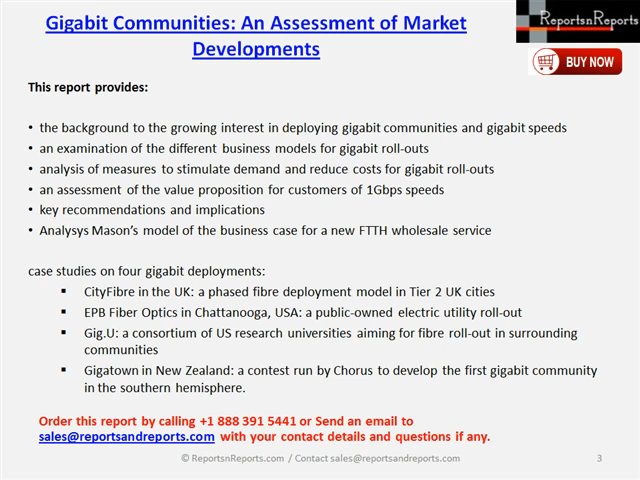 Gigabit Communities: An Assessment of Market
Developments
ReportsnReports
BUY NOW
This report provides:
• the background to the growing interest in deploying gigabit communities and gigabit speeds
• an examination of the different business models for gigabit roll-outs
• analysis of measures to stimulate demand and reduce costs for gigabit roll-outs
• an assessment of the value proposition for customers of 1Gbps speeds
• key recommendations and implications
• Analysys Mason's model of the business case for a new FTTH wholesale service
case studies on four gigabit deployments:
▪ CityFibre in the UK: a phased fibre deployment model in Tier 2 UK cities
▪ EPB Fiber Optics in Chattanooga, USA: a public-owned electric utility roll-out
▪ Gig.U: a consortium of US research universities aiming for fibre roll-out in surrounding
communities
▪ Gigatown in New Zealand: a contest run by Chorus to develop the first gigabit community
in the southern hemisphere.
Order this report by calling +1 888 391 5441 or Send an email to
sales@reportsandreports.com with your contact details and questions if any.
© ReportsnReports.com / Contact sales@reportsandreports.com
3